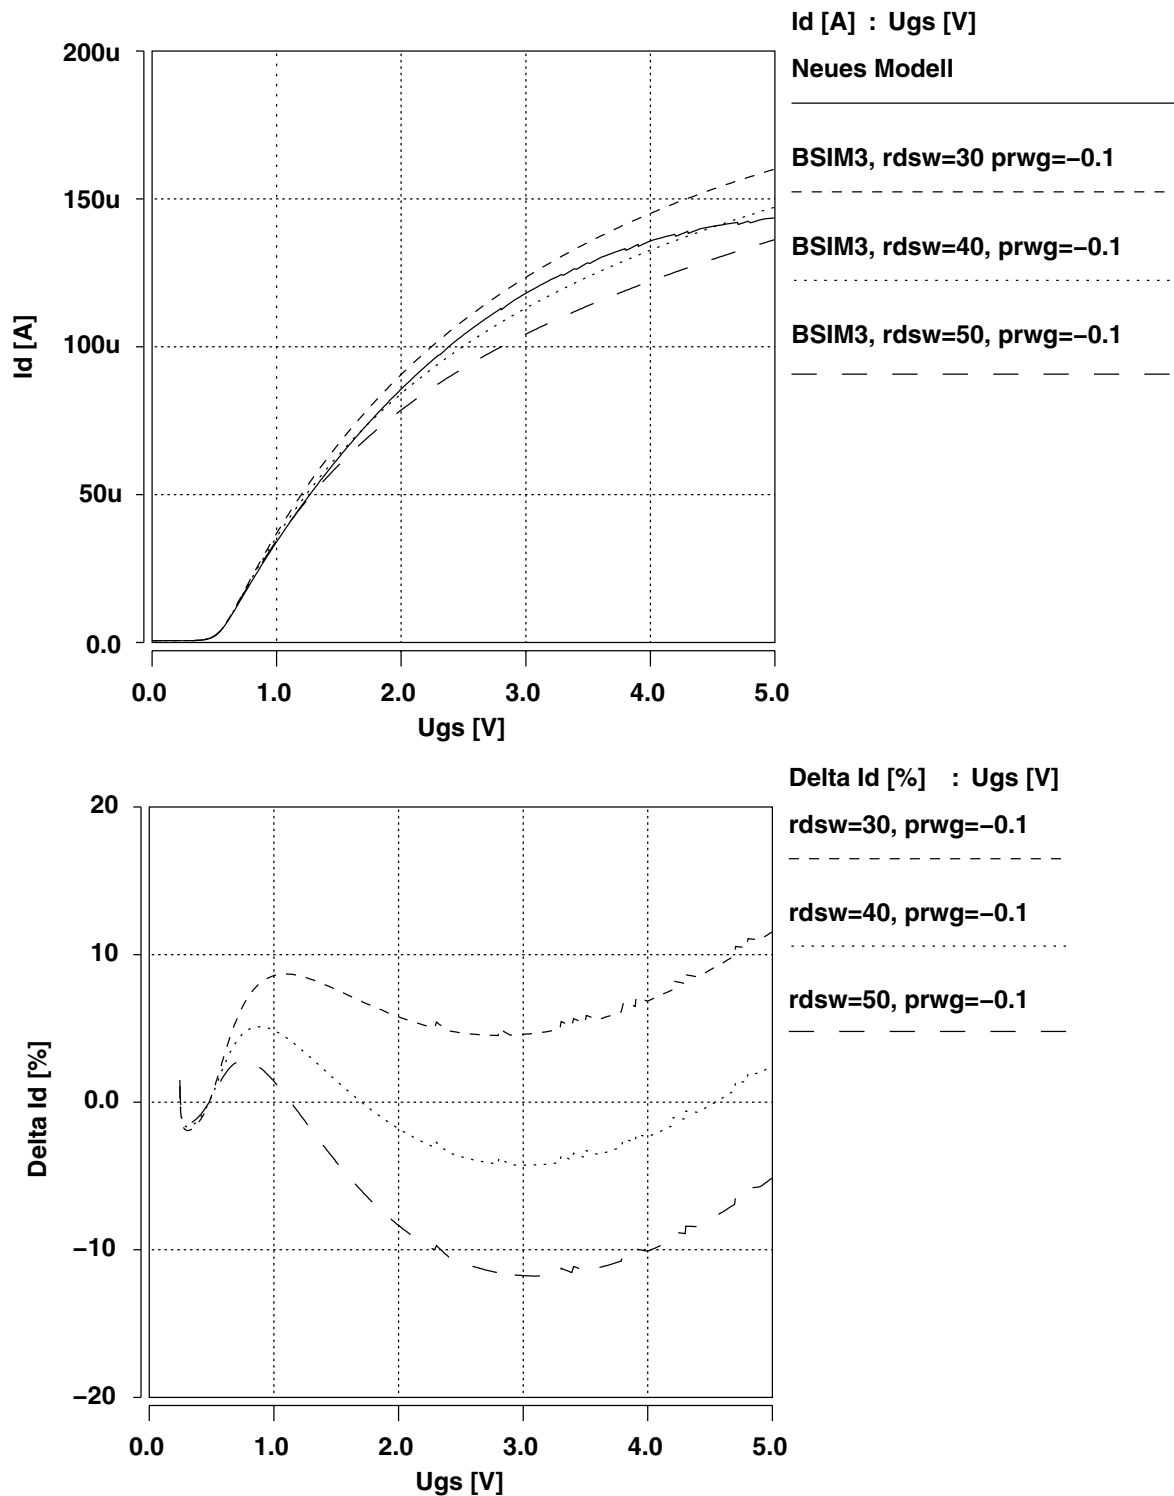 Id [A] : Ugs [V]
Neues Modell
BSIM3, rdsw=30 prwg=−0.1
BSIM3, rdsw=40, prwg=−0.1
BSIM3, rdsw=50, prwg=−0.1
200u
150u
100u
50u
0.0
Id [A]
0.0 1.0 2.0 3.0 4.0 5.0
Ugs [V]
Delta Id [%] : Ugs [V]
rdsw=30, prwg=−0.1
rdsw=40, prwg=−0.1
rdsw=50, prwg=−0.1
20
10
0.0
−10
−20
Delta Id [%]
0.0 1.0 2.0 3.0 4.0 5.0
Ugs [V]